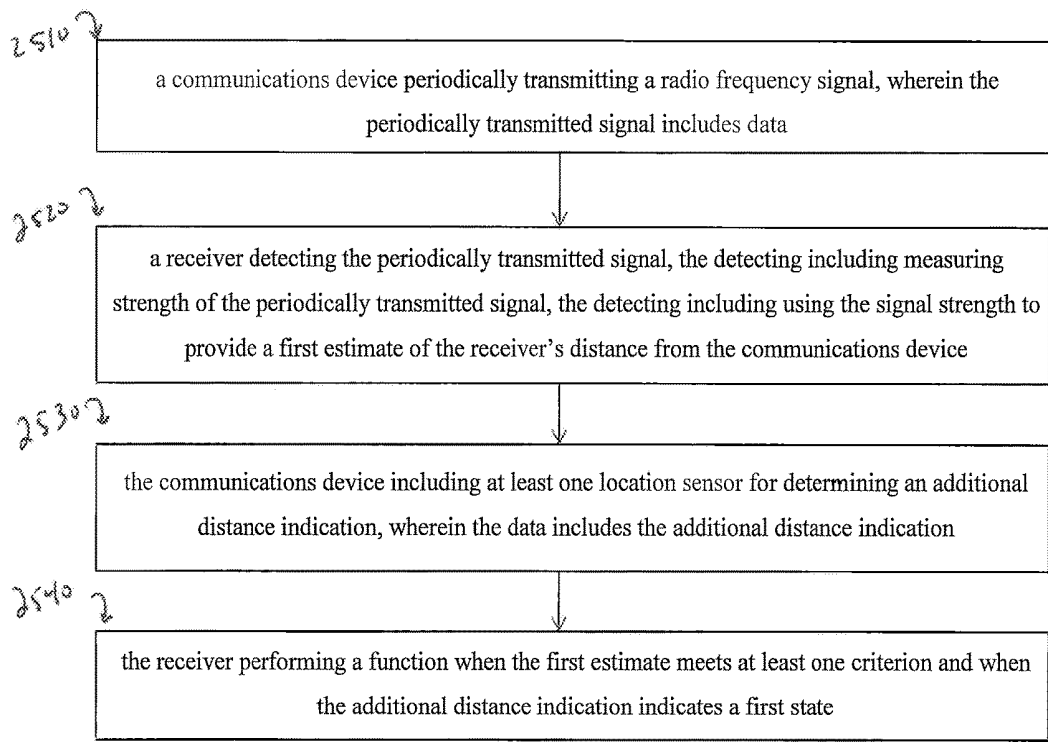 2510
a communications device periodically transmitting a radio frequency signal, wherein the
periodically transmitted signal includes data
2520
a receiver detecting the periodically transmitted signal, the detecting including measuring
strength of the periodically transmitted signal, the detecting including using the signal strength to
provide a first estimate of the receiver's distance from the communications device
2530
the communications device including at least one location sensor for determining an additional
distance indication, wherein the data includes the additional distance indication
2540
the receiver performing a function when the first estimate meets at least one criterion and when
the additional distance indication indicates a first state